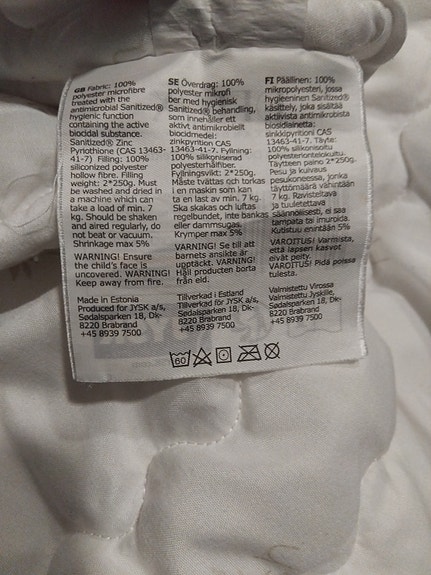 GB Fabric: 100%
polyester microfibre
treated with the
antimicrobial Sanitized®
hygienic function
containing the active
biocidal substance.
Sanitized® Zinc
Pyrithione (CAS 13463-
41-7) Filling: 100%
siliconized polyester
hollow fibre. Filling
weight: 2*250g. Must
be washed and dried in
a machine which can
take a load of min. 7
kg. Should be shaken
and aired regularly, do
not beat or vacuum.
Shrinkage max 5%
WARNING! Ensure
the child's face is
uncovered. WARNING!
Keep away from fire.
Made in Estonia
Produced for JYSK a/s,
Sødalsparken 18, Dk-
8220 Brabrand
+45 8939 7500
SE Överdrag: 100%
polyester mikrofi
ber med hygienisk
Sanitized® behandling,
som innehåller ett
aktivt antimikrobiellt
biocidmedel:
zinkpyrition CAS
13463-41-7. Fyllning:
100% silikoniserad
polyesterhålfiber.
Fyllningsvikt: 2*250g.
Måste tvättas och torkas
i en maskin som kan
ta en last av min. 7 kg.
Ska skakas och luftas
regelbundet, inte bankas
eller dammsugas.
Krymper max 5%
VARNING! Se till att
barnets ansikte är
upptäckt. VARNING!
Håll producten borta
från eld.
Tillverkad i Estland
Tillverkad för JYSK a/s,
Sødalsparken 18, Dk-
8220 Brabrand
+45 8939 7500
FI Päällinen: 100%
mikropolyesteri, jossa
hygieeninen Sanitized®
käsittely, joka sisältää
aktiivista antimikrobista
biosidiainetta:
sinkkipyrition CAS
13463-41-7. Täyte:
100% silikonoitu
polyesterionttokuitu.
Täytteen paino 2*250g.
Pesu ja kuivaus
pesukoneessa, jonka
täyttömäärä vähintään
7 kg. Ravisteltava
ja tuuletettava
säännöllisesti, ei saa
tampata tai imuroida.
Kutistuu enintään 5%
VAROITUS! Varmista,
että lapsen kasvot
eivät peity.
VAROITUS! Pidä poissa
tulesta.
Valmistettu Virossa
Valmistettu Jyskille,
Sødalsparken 18, Dk-
8220 Brabrand
+45 8939 7500
60